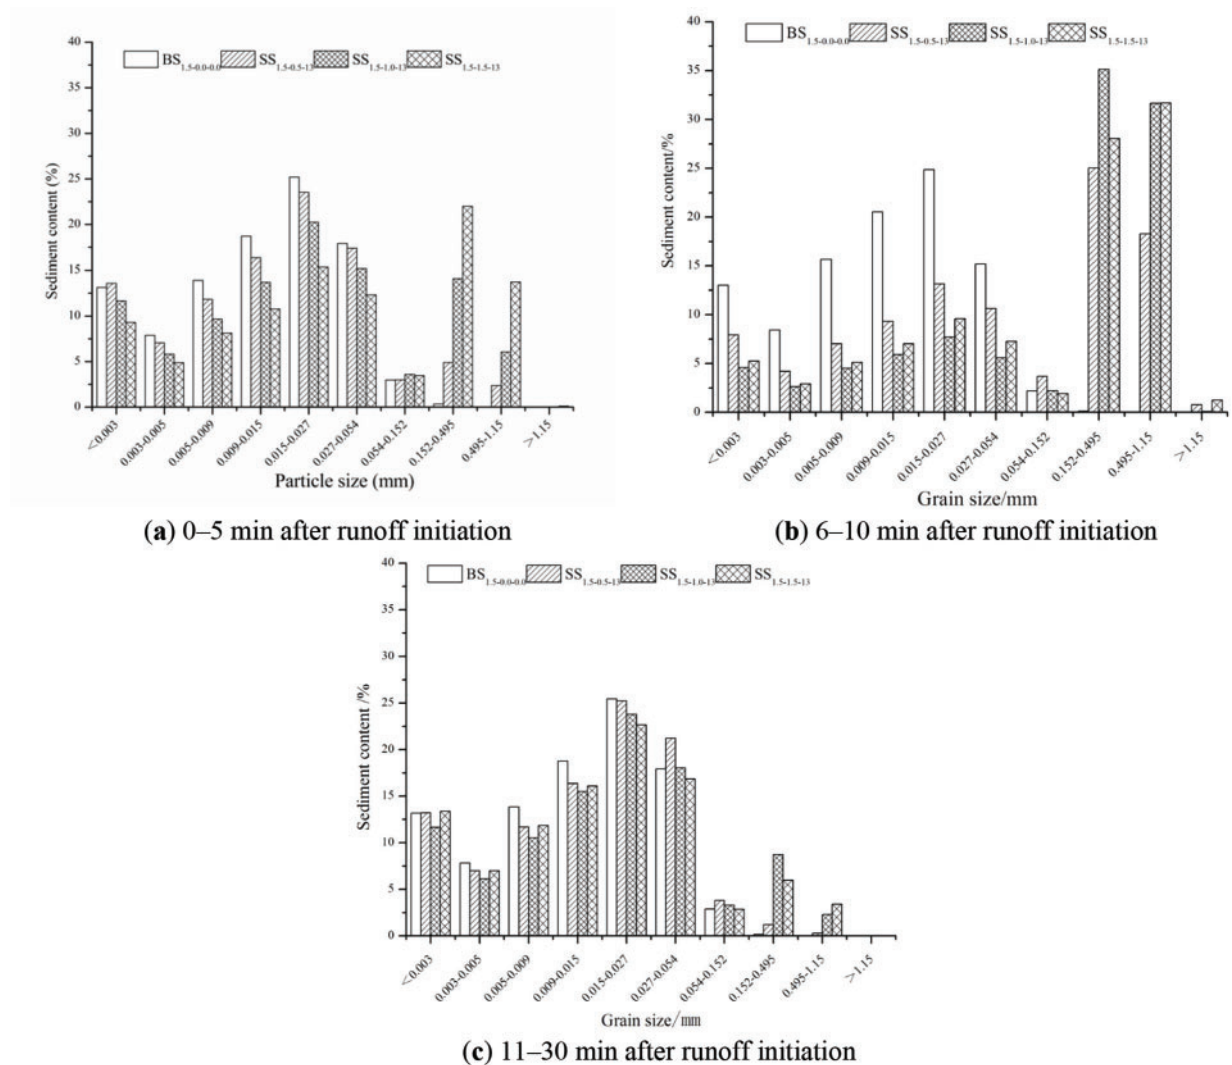 BS1.5-0.0-0.0 SS1.5-0.5-13 SS1.5-1.0-13 SS1.5-1.5-13
40
35
30
25
20
15
10
5
0
Sediment content (%)
<0.003 0.003-0.005 0.005-0.009 0.009-0.015 0.015-0.027 0.027-0.054 0.054-0.152 0.152-0.495 0.495-1.15 >1.15
Particle size (mm)
(a) 0–5 min after runoff initiation
BS1.5-0.0-0.0 SS1.5-0.5-13 SS1.5-1.0-13 SS1.5-1.5-13
40
35
30
25
20
15
10
5
0
Sediment content/%
<0.003 0.003-0.005 0.005-0.009 0.009-0.015 0.015-0.027 0.027-0.054 0.054-0.152 0.152-0.495 0.495-1.15 >1.15
Grain size/mm
(b) 6–10 min after runoff initiation
BS1.5-0.0-0.0 SS1.5-0.5-13 SS1.5-1.0-13 SS1.5-1.5-13
40
35
30
25
20
15
10
5
0
Sediment content /%
<0.003 0.003-0.005 0.005-0.009 0.009-0.015 0.015-0.027 0.027-0.054 0.054-0.152 0.152-0.495 0.495-1.15 >1.15
Grain size/mm
(c) 11–30 min after runoff initiation